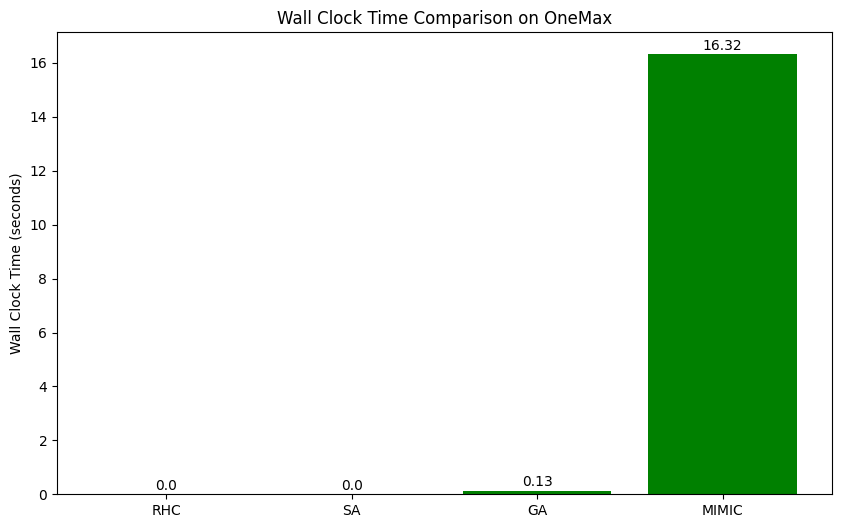 Wall Clock Time Comparison on OneMax
Wall Clock Time (seconds)
16
14
12
10
8
6
4
2
0
0.0
0.0
0.13
16.32
RHC
SA
GA
MIMIC